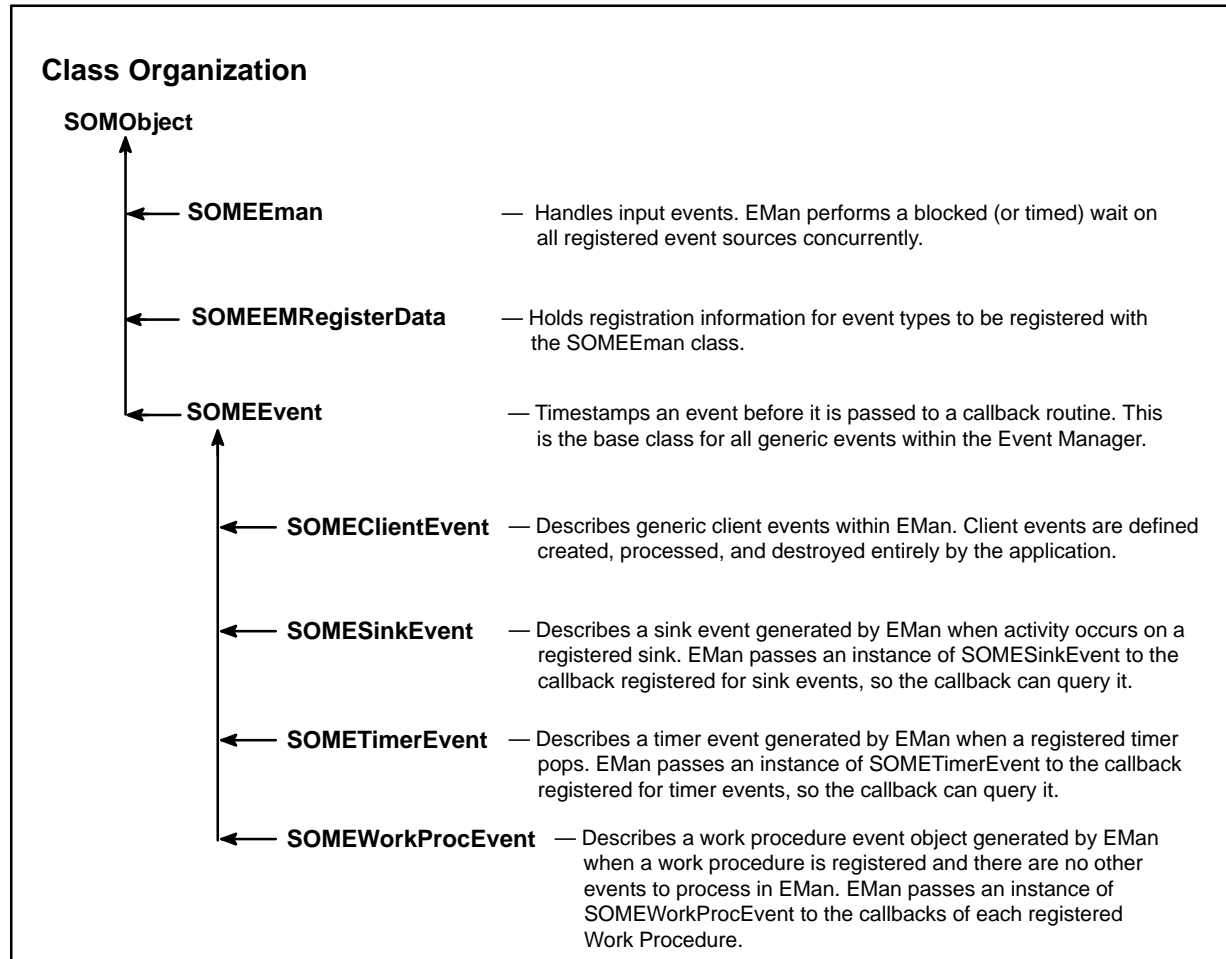 Class Organization
SOMObject
SOMEEman — Handles input events. EMan performs a blocked (or timed) wait on
all registered event sources concurrently.
SOMEEMRegisterData — Holds registration information for event types to be registered with
the SOMEEman class.
SOMEEvent — Timestamps an event before it is passed to a callback routine. This
is the base class for all generic events within the Event Manager.
SOMEClientEvent — Describes generic client events within EMan. Client events are defined
created, processed, and destroyed entirely by the application.
SOMESinkEvent — Describes a sink event generated by EMan when activity occurs on a
registered sink. EMan passes an instance of SOMESinkEvent to the
callback registered for sink events, so the callback can query it.
SOMETimerEvent — Describes a timer event generated by EMan when a registered timer
pops. EMan passes an instance of SOMETimerEvent to the callback
registered for timer events, so the callback can query it.
SOMEWorkProcEvent — Describes a work procedure event object generated by EMan
when a work procedure is registered and there are no other
events to process in EMan. EMan passes an instance of
SOMEWorkProcEvent to the callbacks of each registered
Work Procedure.